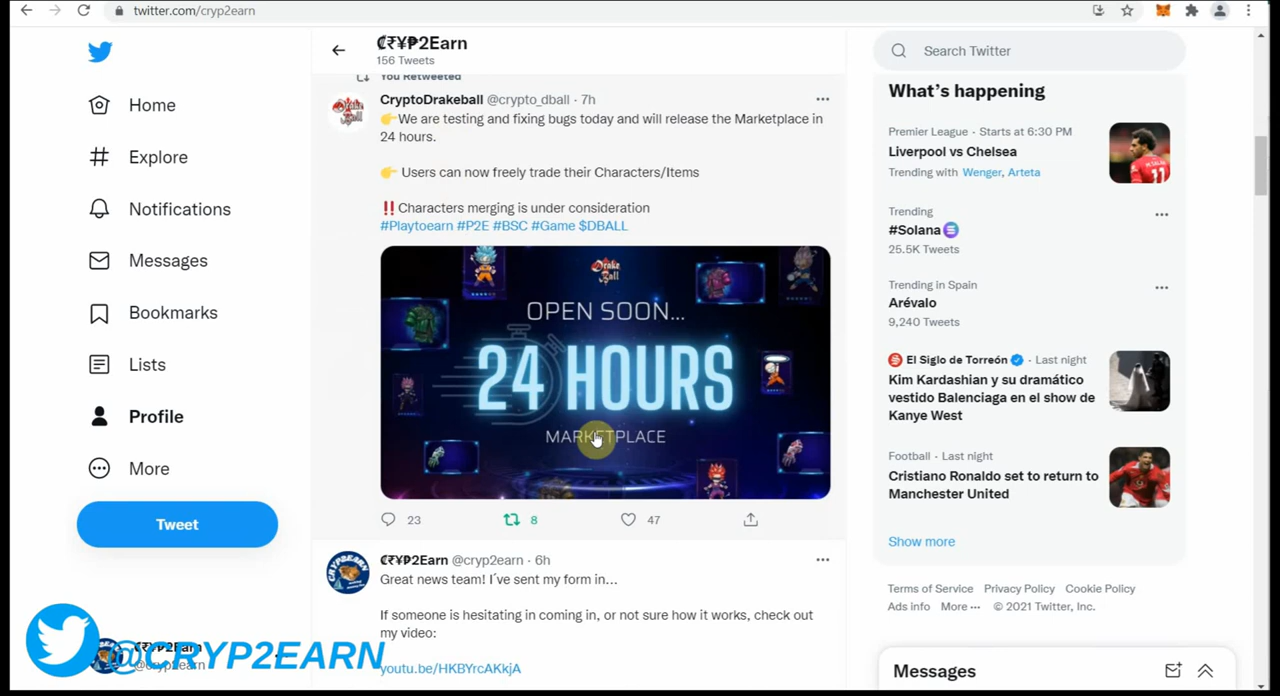 twitter.com/cryp2earn
₡₹¥₱2Earn
156 Tweets
Search Twitter
Home
Explore
Notifications
Messages
Bookmarks
Lists
Profile
More
Tweet
You Retweeted
CryptoDrakeball @crypto_dball · 7h
👉We are testing and fixing bugs today and will release the Marketplace in
24 hours.
👉 Users can now freely trade their Characters/Items
‼️Characters merging is under consideration
#Playtoearn #P2E #BSC #Game $DBALL
Drake
Ball
OPEN SOON...
24 HOURS
MARKETPLACE
23
8
47
₡₹¥₱2Earn @cryp2earn · 6h
Great news team! I´ve sent my form in...
If someone is hesitating in coming in, or not sure how it works, check out
my video:
youtu.be/HKBYrcAKkjA
What's happening
Premier League · Starts at 6:30 PM
Liverpool vs Chelsea
Trending with Wenger, Arteta
Trending
#Solana
25.5K Tweets
Trending in Spain
Arévalo
9,240 Tweets
El Siglo de Torreón · Last night
Kim Kardashian y su dramático
vestido Balenciaga en el show de
Kanye West
Football · Last night
Cristiano Ronaldo set to return to
Manchester United
Show more
Terms of Service Privacy Policy Cookie Policy
Ads info More ··· © 2021 Twitter, Inc.
Messages
@CRYP2EARN
@cryp2earn